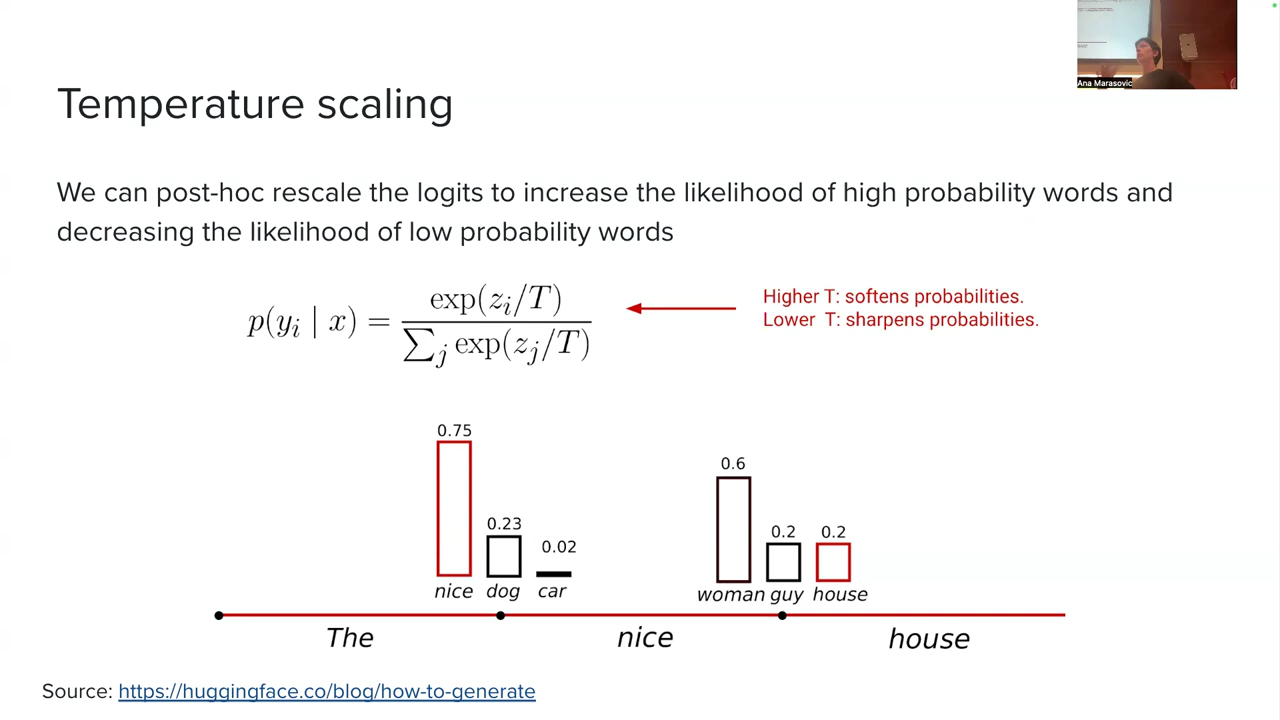 Ana Marasovic
Temperature scaling
We can post-hoc rescale the logits to increase the likelihood of high probability words and
decreasing the likelihood of low probability words
p(y_i | x) = exp(z_i/T) / ∑_j exp(z_j/T)
Higher T: softens probabilities.
Lower T: sharpens probabilities.
0.75
0.23
0.02
nice dog car
0.6
0.2
0.2
woman guy house
The nice house
Source: https://huggingface.co/blog/how-to-generate